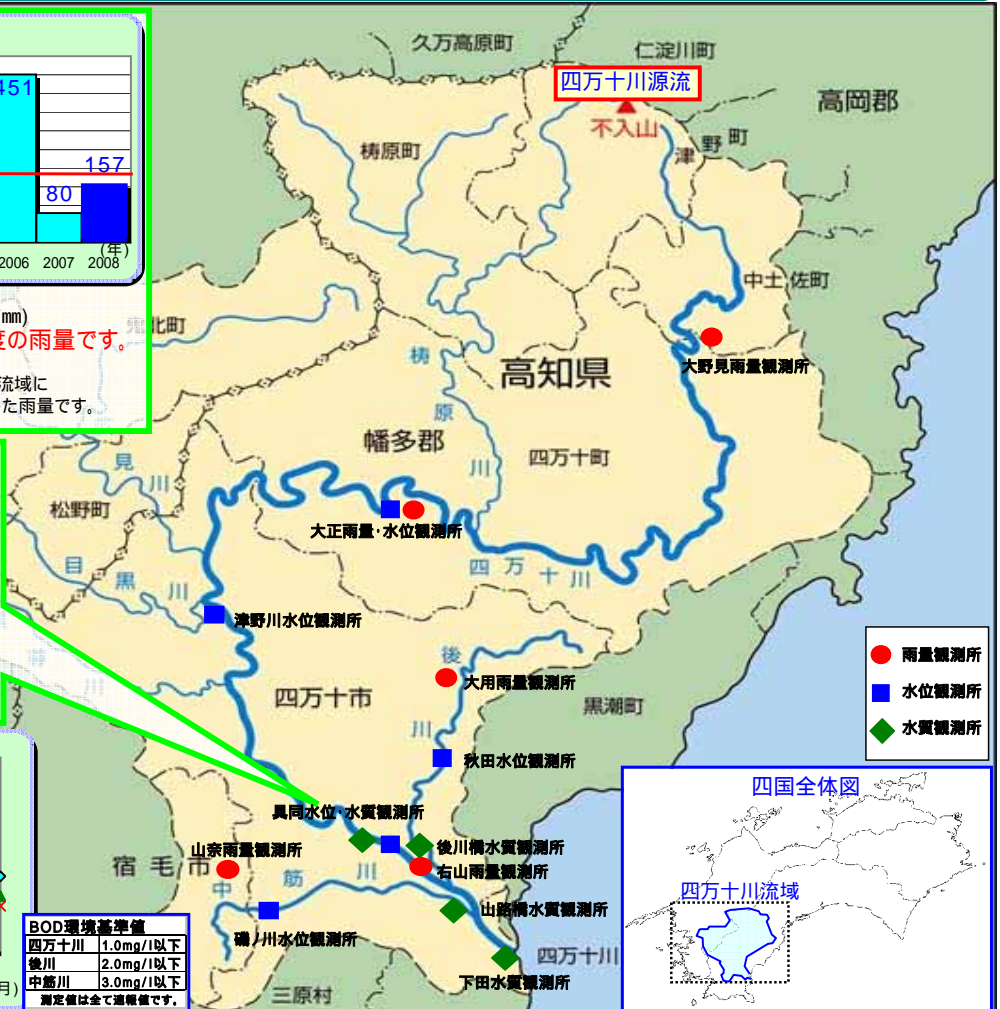 久万高原町
仁淀川町
四万十川源流
不入山
高岡郡
津野町
梼原町
451
157
80
(年)
2006 2007 2008
mm)
度の雨量です。
流域に
た雨量です。
北町
中土佐町
大野見雨量観測所
高知県
梼原川
幡多郡
四万十町
見川
松野町
大正雨量・水位観測所
四万十川
目黒川
津野川水位観測所
後川
大用雨量観測所
四万十市
黒潮町
秋田水位観測所
雨量観測所
水位観測所
水質観測所
具同水位・水質観測所
後川橋水質観測所
山奈雨量観測所
右山雨量観測所
宿毛市
中筋川
山路橋水質観測所
磯ノ川水位観測所
四万十川
下田水質観測所
三原村
四国全体図
四万十川流域
BOD環境基準値
四万十川 1.0mg/l以下
後川 2.0mg/l以下
中筋川 3.0mg/l以下
測定値は全て速報値です。
月)